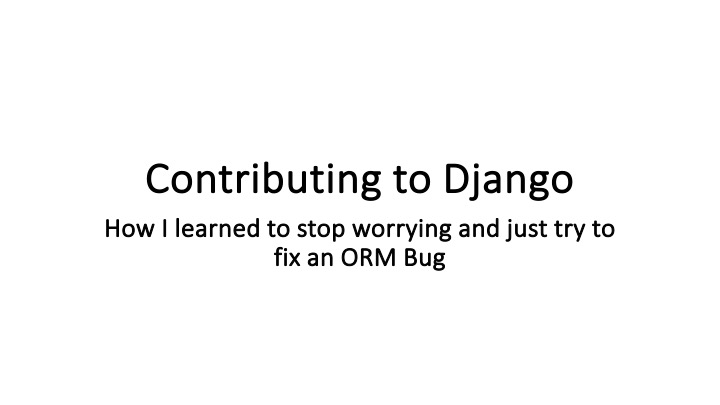 Contributing to Django
How I learned to stop worrying and just try to
fix an ORM Bug